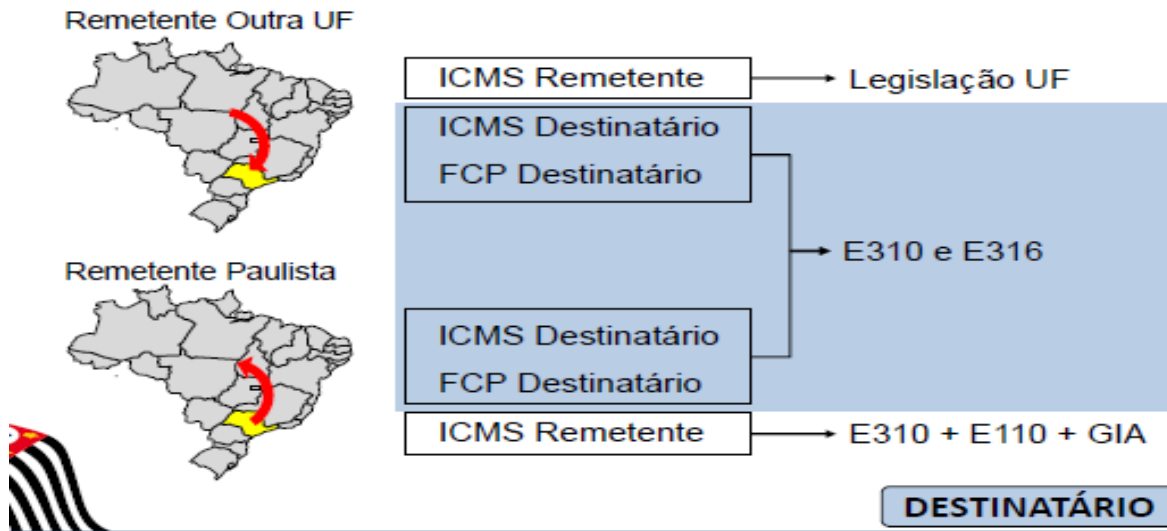 Remetente Outra UF
ICMS Remetente
Legislação UF
ICMS Destinatário
FCP Destinatário
E310 e E316
Remetente Paulista
ICMS Destinatário
FCP Destinatário
ICMS Remetente
E310 + E110 + GIA
DESTINATÁRIO